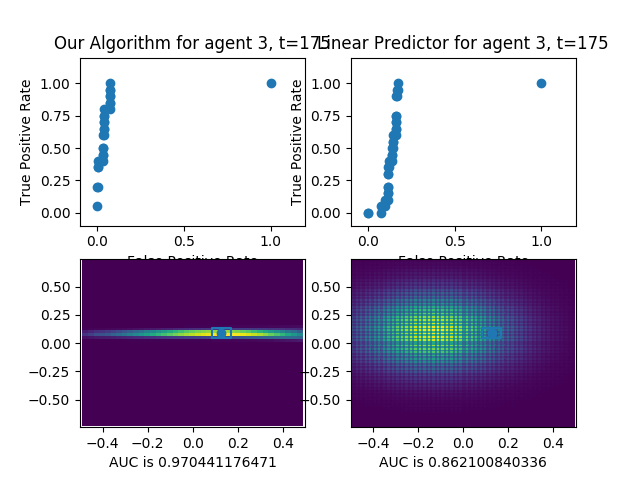 Our Algorithm for agent 3, t=175
Linear Predictor for agent 3, t=175
True Positive Rate
1.00
0.75
0.50
0.25
0.00
0.0 0.5 1.0
False Positive Rate
True Positive Rate
1.00
0.75
0.50
0.25
0.00
0.0 0.5 1.0
False Positive Rate
0.50
0.25
0.00
−0.25
−0.50
−0.4 −0.2 0.0 0.2 0.4
AUC is 0.970441176471
0.50
0.25
0.00
−0.25
−0.50
−0.4 −0.2 0.0 0.2 0.4
AUC is 0.862100840336